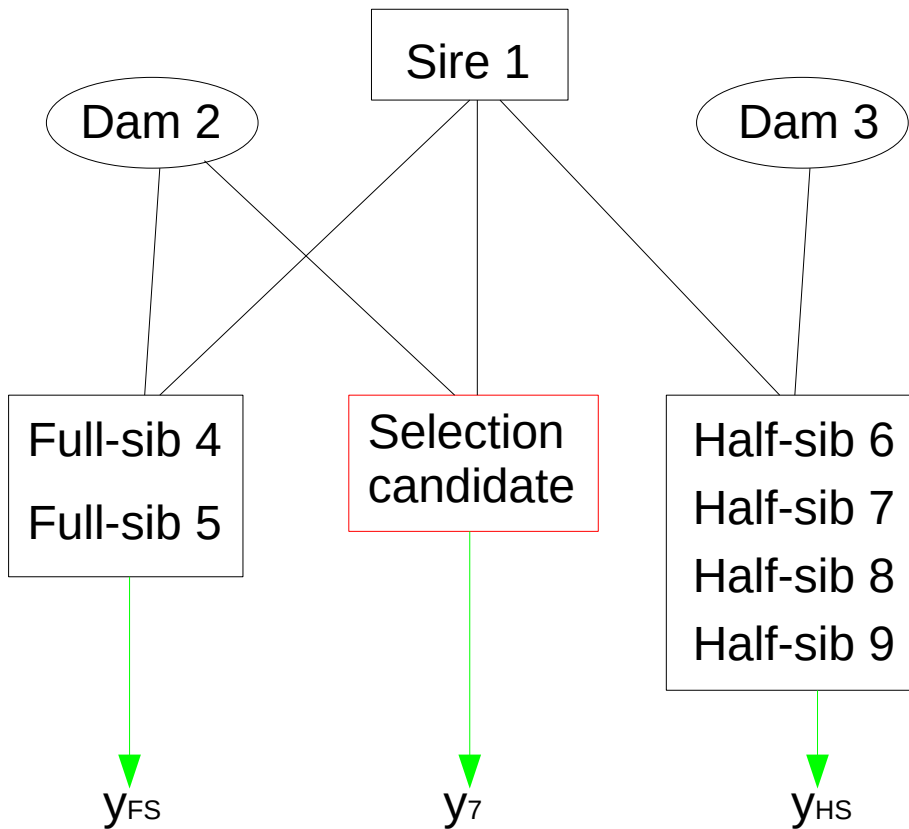 Sire 1
Dam 2
Dam 3
Full-sib 4
Full-sib 5
Selection
candidate
Half-sib 6
Half-sib 7
Half-sib 8
Half-sib 9
yFS
y7
yHS